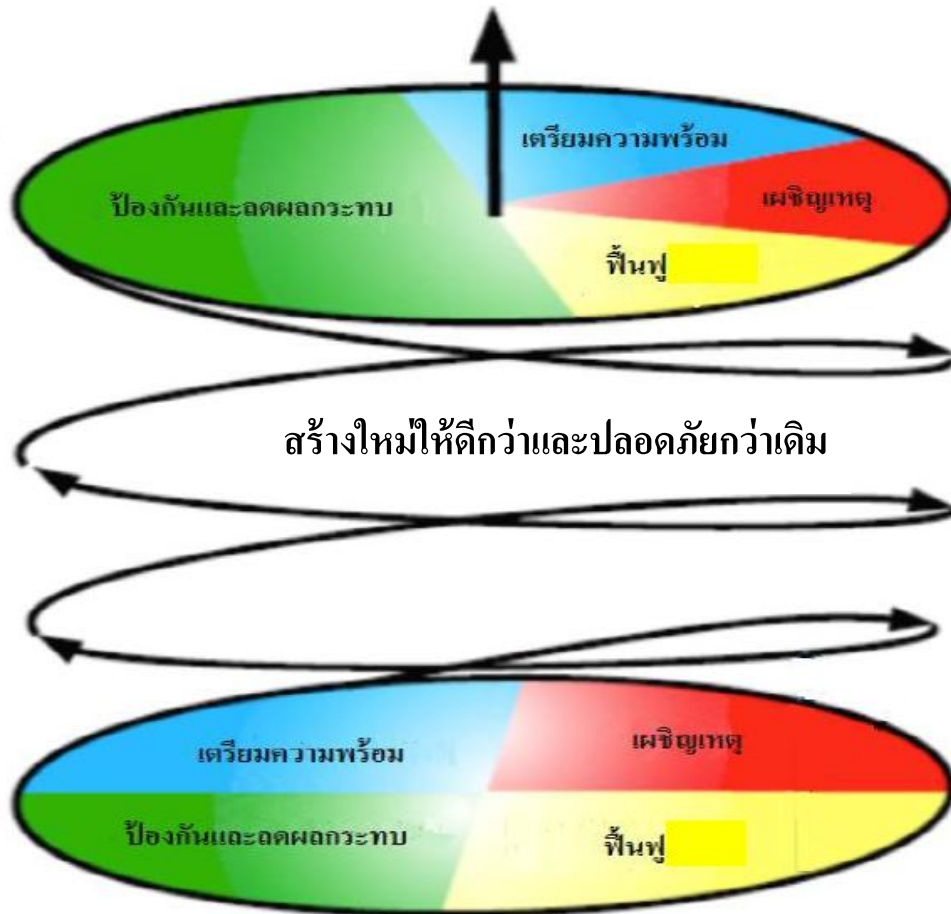 เตรียมความพร้อม
ป้องกันและลดผลกระทบ
เผชิญเหตุ
ฟื้นฟู
สร้างใหม่ให้ดีกว่าและปลอดภัยกว่าเดิม
เตรียมความพร้อม
เผชิญเหตุ
ป้องกันและลดผลกระทบ
ฟื้นฟู